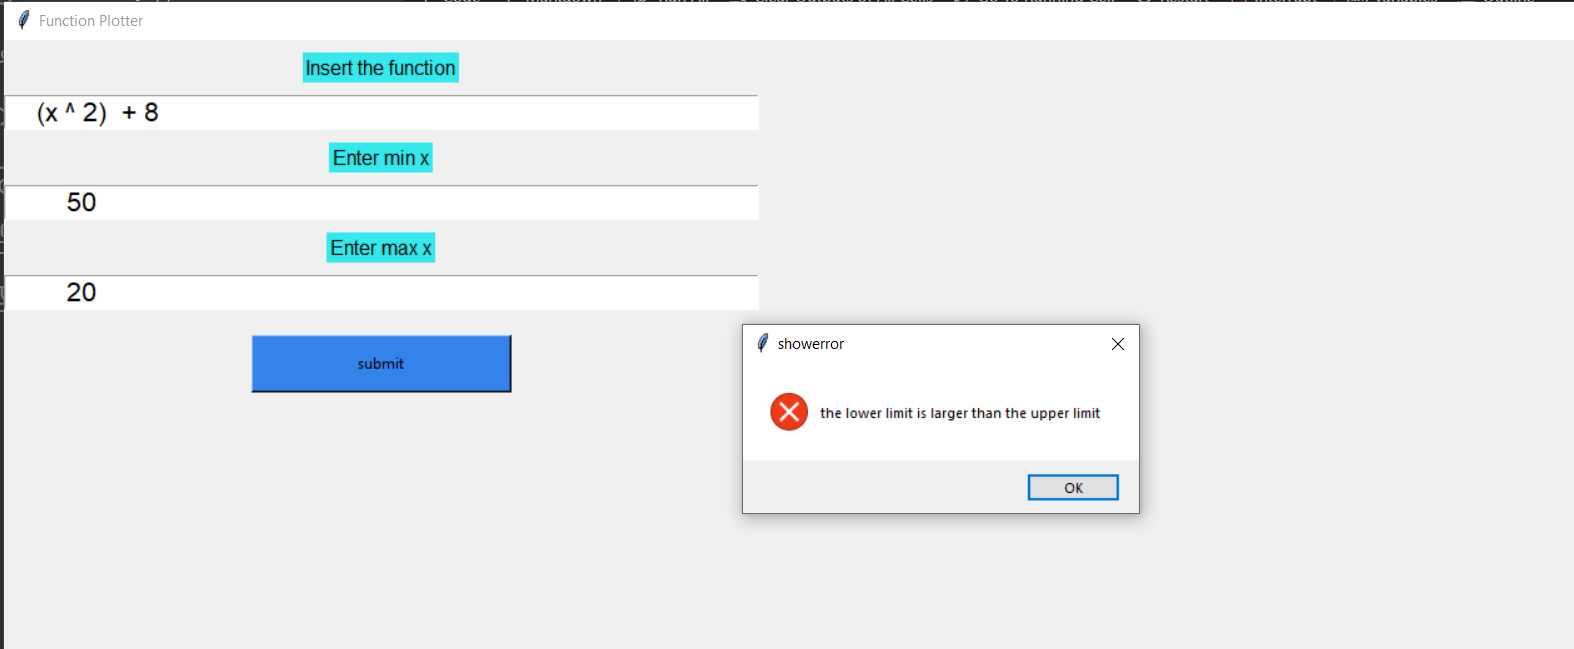 Function Plotter
Insert the function
(x ^ 2)  + 8
Enter min x
50
Enter max x
20
submit
showerror
the lower limit is larger than the upper limit
OK